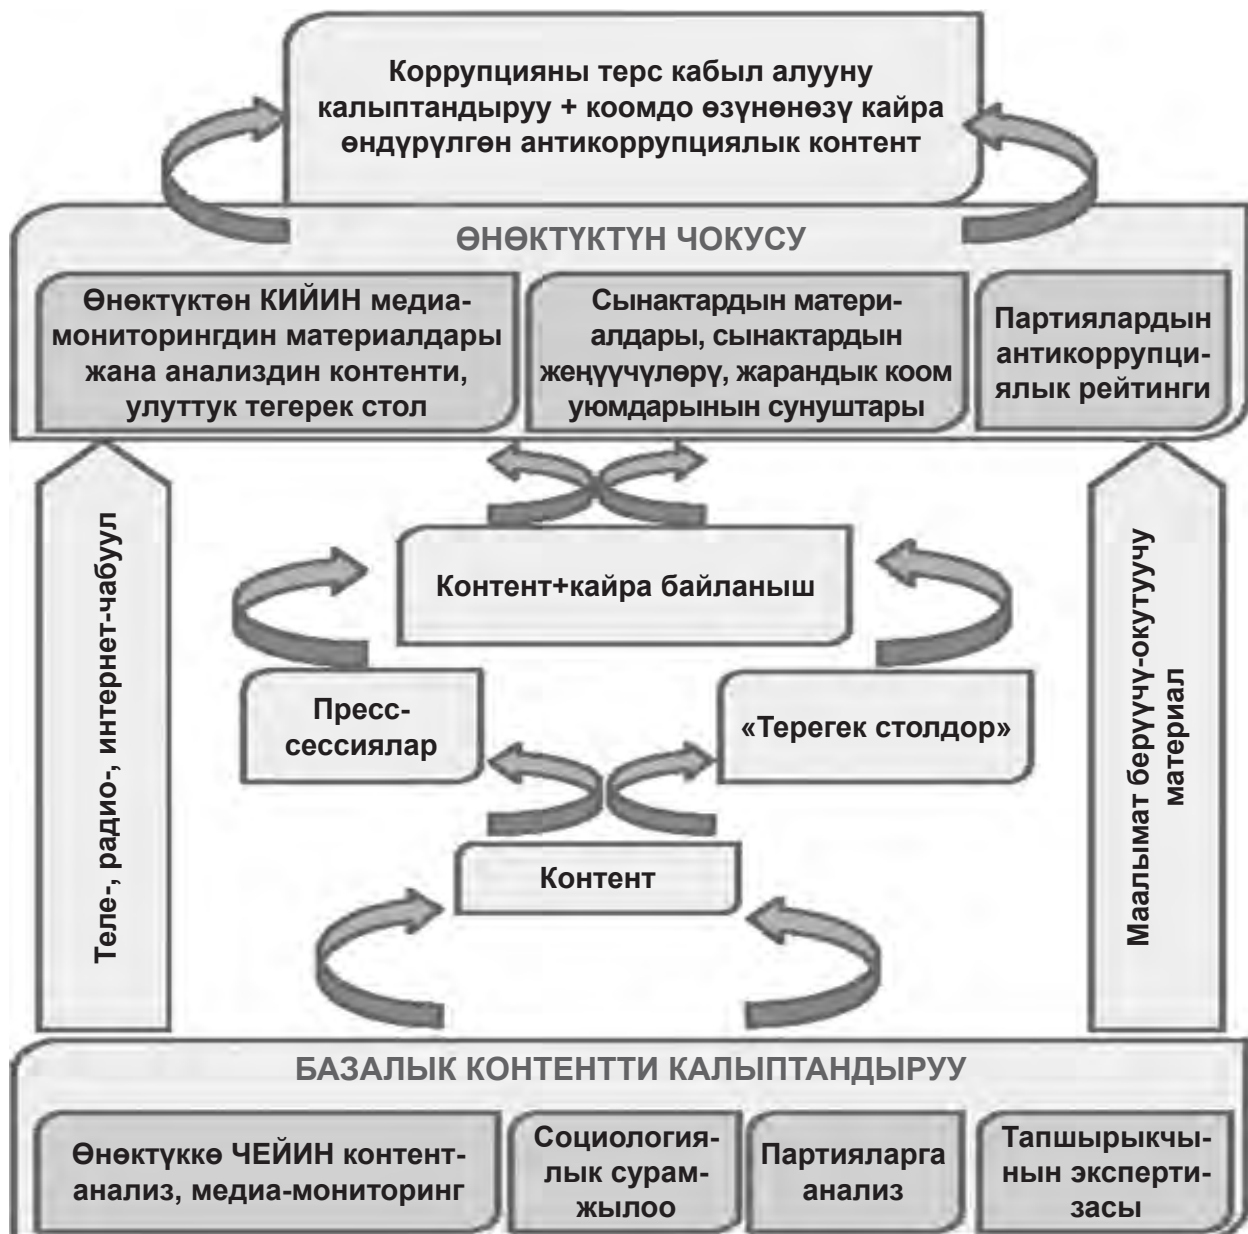 Коррупцияны терс кабыл алууну
калыптандыруу + коомдо өзүнөнөзү кайра
өндүрүлгөн антикоррупциялык контент
ӨНӨКТҮКТҮН ЧОКУСУ
Өнөктүктөн КИЙИН медиа-
мониторингдин материалдары
жана анализдин контенти,
улуттук тегерек стол
Сынактардын матери-
алдары, сынактардын
жеңүүчүлөрү, жарандык коом
уюмдарынын сунуштары
Партиялардын
антикоррупци-
ялык рейтинги
Теле-, радио-, интернет-чабуул
Контент+кайра байланыш
Пресс-
сессиялар
«Терегек столдор»
Контент
Маалымат берүүчү-окутуучу
материал
БАЗАЛЫК КОНТЕНТТИ КАЛЫПТАНДЫРУУ
Өнөктүккө ЧЕЙИН контент-
анализ, медиа-мониторинг
Социология-
лык сурам-
жылоо
Партияларга
анализ
Тапшырыкчы-
нын эксперти-
засы